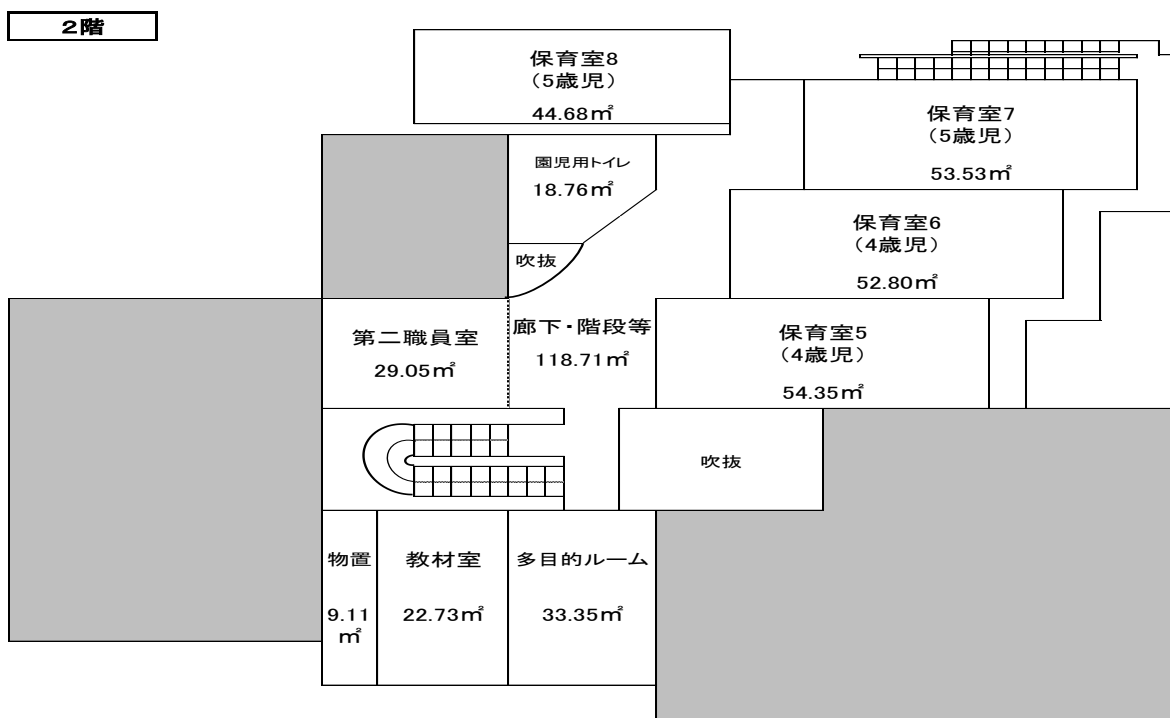 2階
保育室8
（5歳児）
44.68㎡
保育室7
（5歳児）
53.53㎡
園児用トイレ
18.76㎡
保育室6
（4歳児）
52.80㎡
吹抜
第二職員室
29.05㎡
廊下・階段等
118.71㎡
保育室5
（4歳児）
54.35㎡
吹抜
物置
9.11
㎡
教材室
22.73㎡
多目的ルーム
33.35㎡